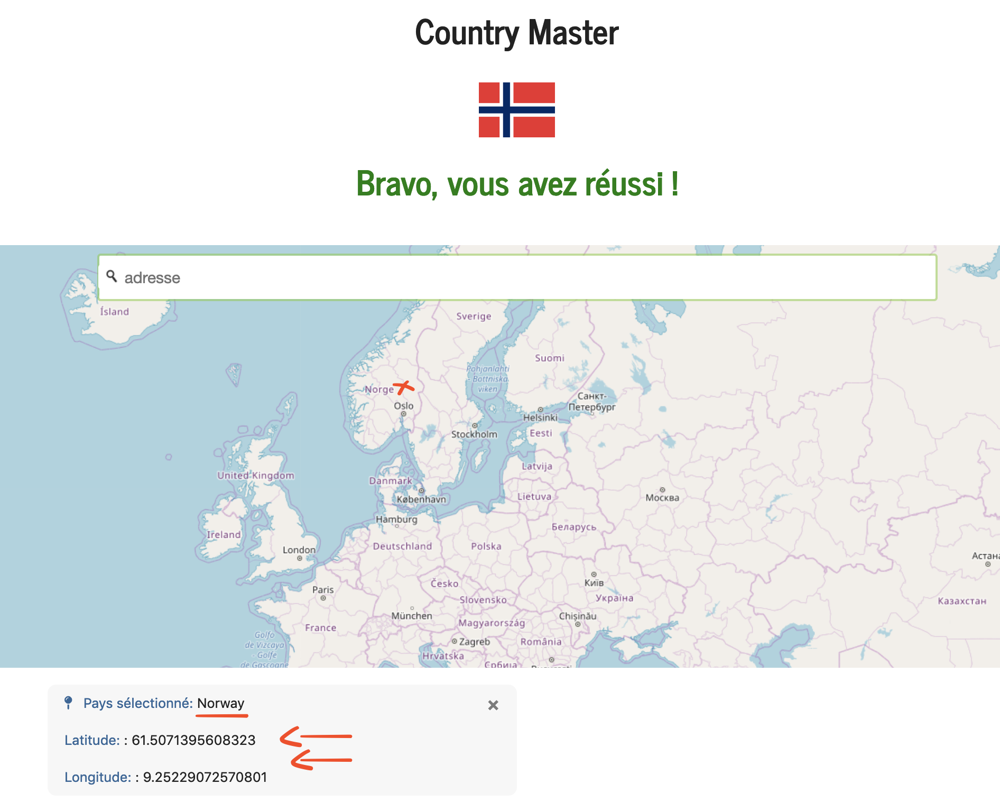 Country Master
Bravo, vous avez réussi !
adresse
Ísland
Sverige
Suomi
Pohjanlahti
- Bottniska
viken
Norge
Oslo
Санкт-
Петербург
Helsinki
Stockholm
Eesti
Latvija
United Kingdom
Danmark
København
Lietuva
Москва
Hamburg
Беларусь
Ireland
London
Deutschland
Polska
Астана
Paris
Česko
Київ
Slovensko
Україна
Казахстан
München
Chișinău
Magyarország
France
Golfo
de Vizcaya
- Golfe
de Gascogne
Zagreb
România
Hrvatska
Србија
București
Pays sélectionné: Norway
Latitude: : 61.5071395608323
Longitude: : 9.25229072570801